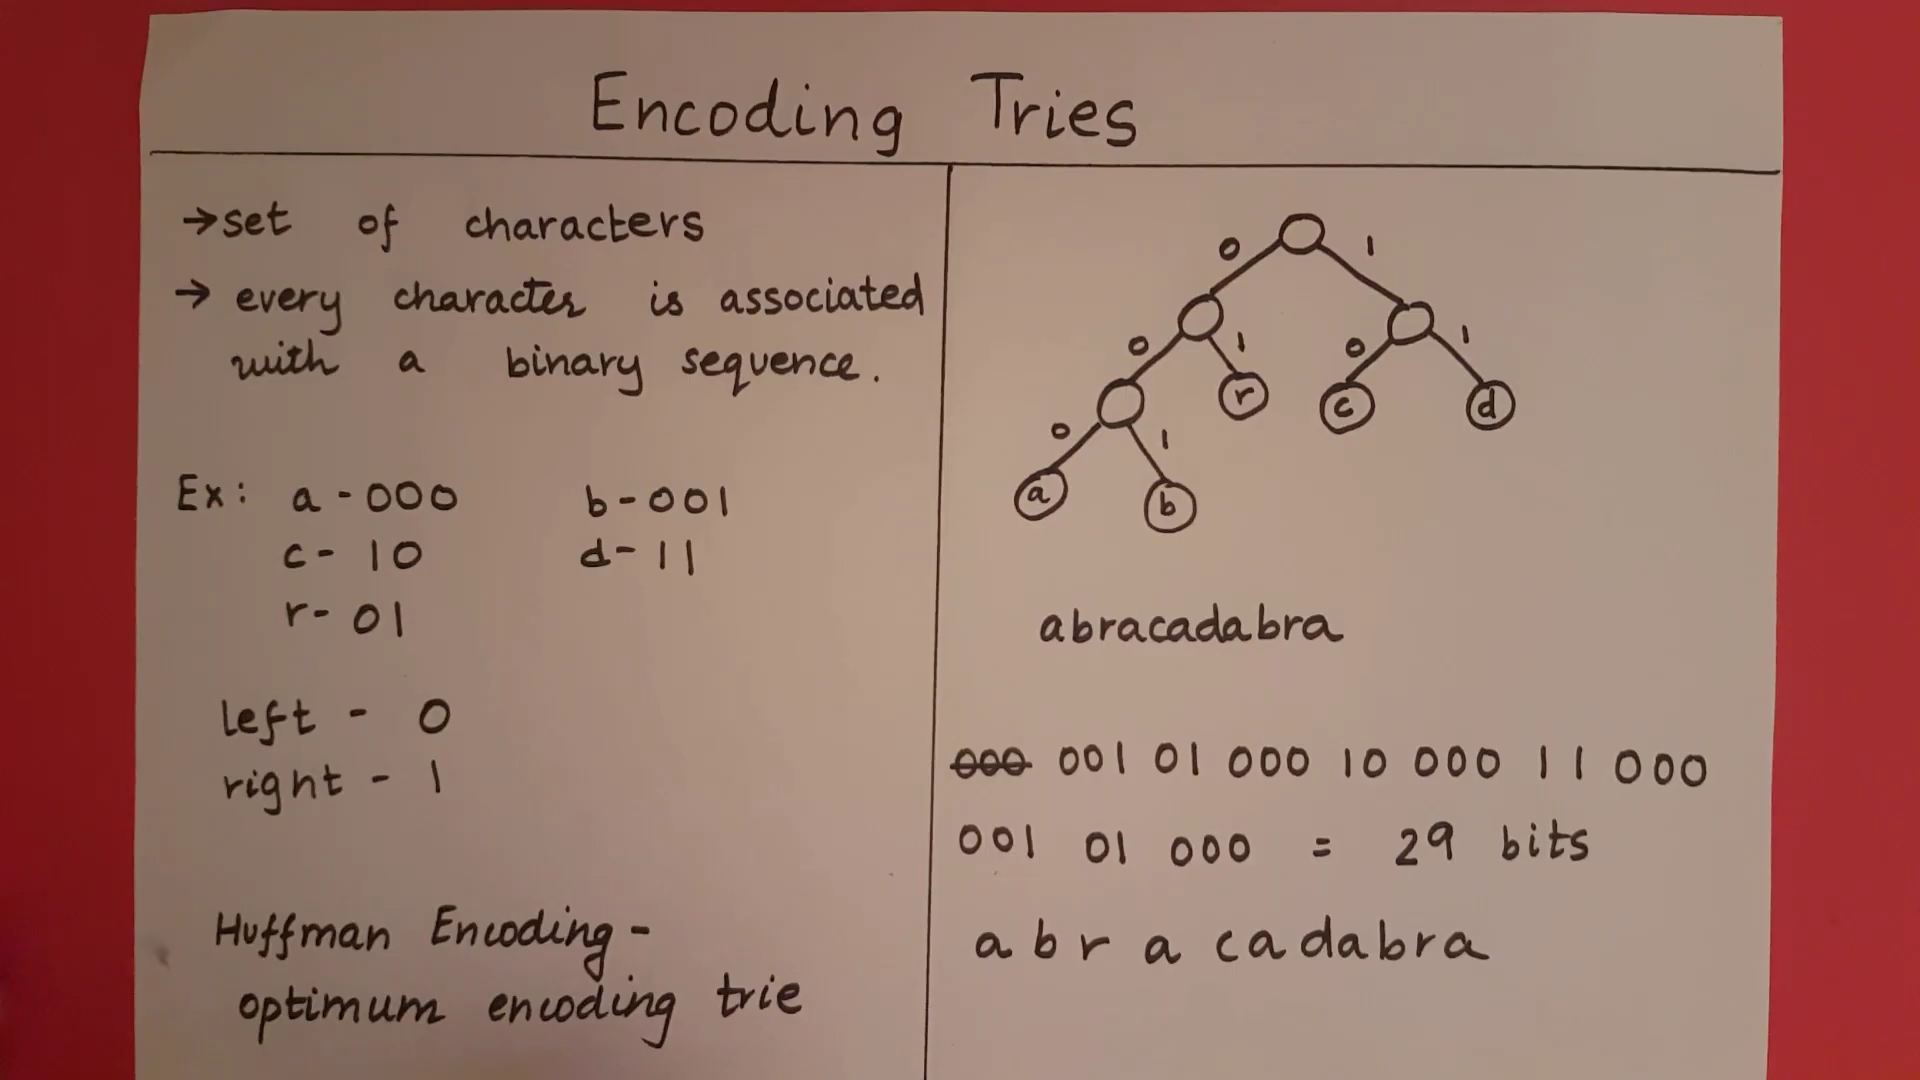 Encoding Tries
→set of characters
→ every character is associated
with a binary sequence.
Ex: a - 000 b - 001
c - 10 d - 11
r - 01
left - 0
right - 1
Huffman Encoding -
optimum encoding trie
0 1
0 1 0 1
r c d
0 1
a b
abracadabra
000 001 01 000 10 000 11 000
001 01 000 = 29 bits
a b r a c a d a b r a